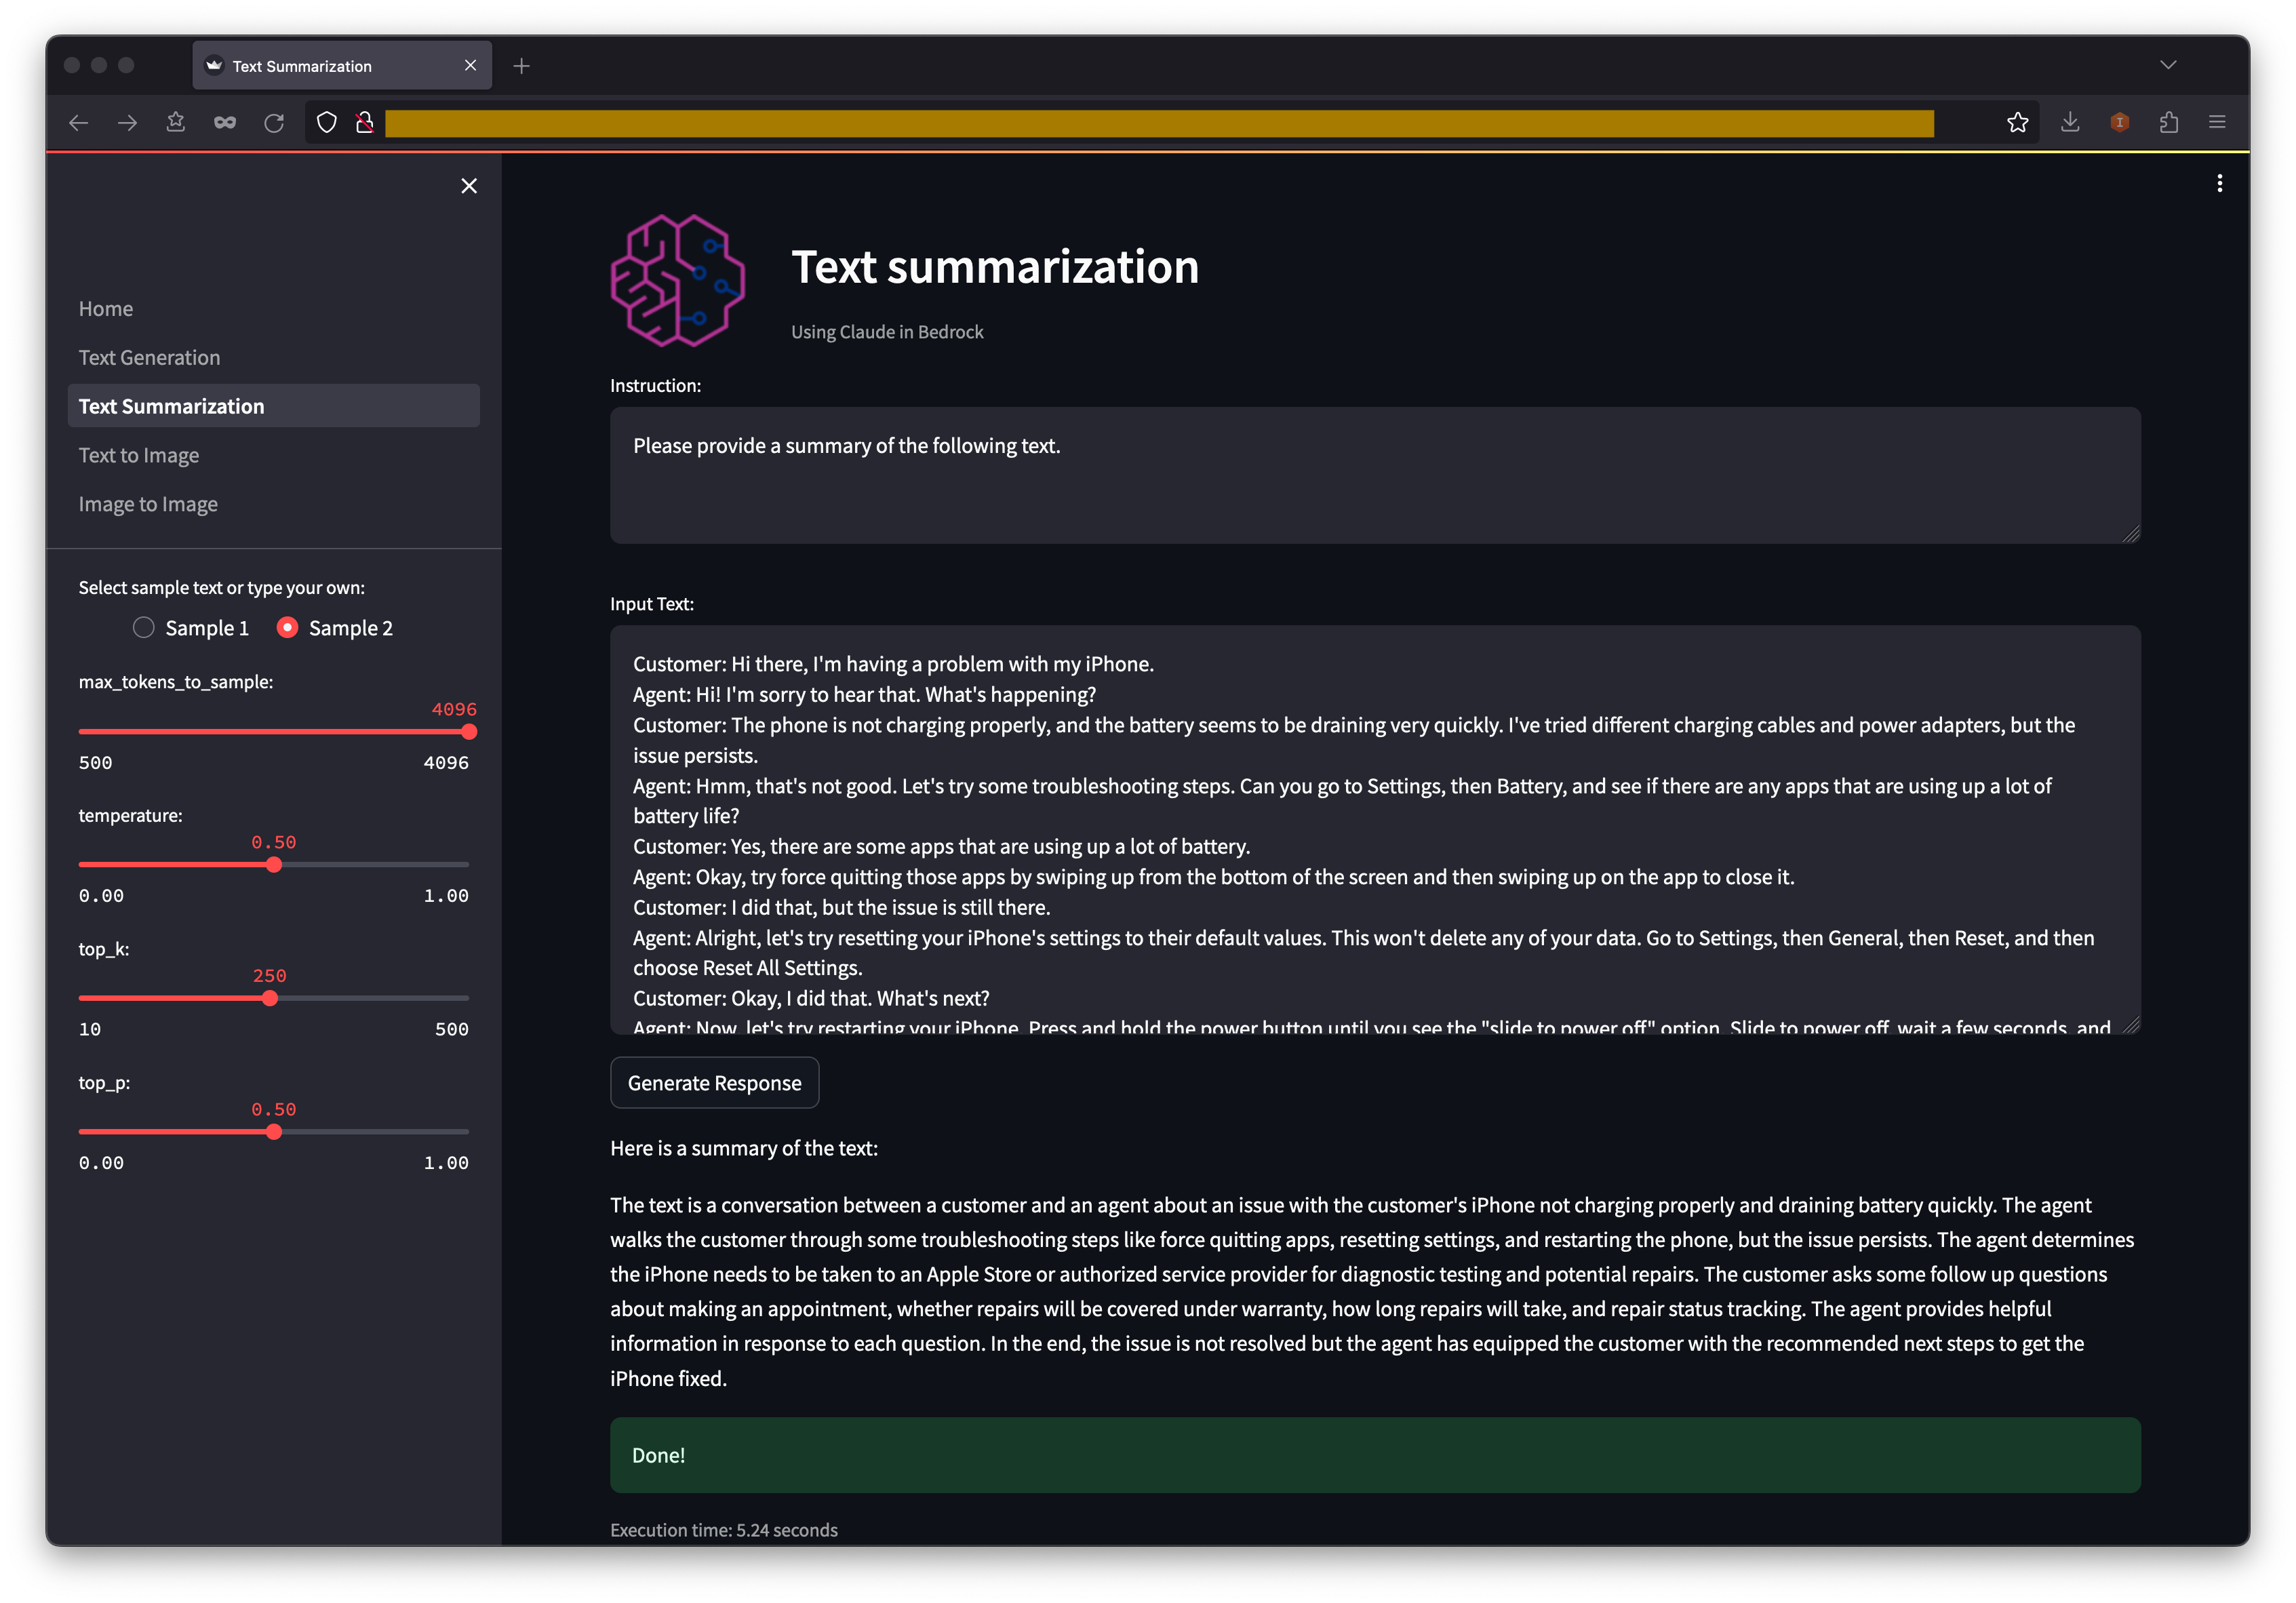 Text Summarization
Home
Text Generation
Text Summarization
Text to Image
Image to Image
Select sample text or type your own:
Sample 1
Sample 2
max_tokens_to_sample:
4096
500
4096
temperature:
0.50
0.00
1.00
top_k:
250
10
500
top_p:
0.50
0.00
1.00
Text summarization
Using Claude in Bedrock
Instruction:
Please provide a summary of the following text.
Input Text:
Customer: Hi there, I'm having a problem with my iPhone.
Agent: Hi! I'm sorry to hear that. What's happening?
Customer: The phone is not charging properly, and the battery seems to be draining very quickly. I've tried different charging cables and power adapters, but the
issue persists.
Agent: Hmm, that's not good. Let's try some troubleshooting steps. Can you go to Settings, then Battery, and see if there are any apps that are using up a lot of
battery life?
Customer: Yes, there are some apps that are using up a lot of battery.
Agent: Okay, try force quitting those apps by swiping up from the bottom of the screen and then swiping up on the app to close it.
Customer: I did that, but the issue is still there.
Agent: Alright, let's try resetting your iPhone's settings to their default values. This won't delete any of your data. Go to Settings, then General, then Reset, and then
choose Reset All Settings.
Customer: Okay, I did that. What's next?
Agent: Now, let's try restarting your iPhone. Press and hold the power button until you see the "slide to power off" option. Slide to power off, wait a few seconds, and
Generate Response
Here is a summary of the text:
The text is a conversation between a customer and an agent about an issue with the customer's iPhone not charging properly and draining battery quickly. The agent
walks the customer through some troubleshooting steps like force quitting apps, resetting settings, and restarting the phone, but the issue persists. The agent determines
the iPhone needs to be taken to an Apple Store or authorized service provider for diagnostic testing and potential repairs. The customer asks some follow up questions
about making an appointment, whether repairs will be covered under warranty, how long repairs will take, and repair status tracking. The agent provides helpful
information in response to each question. In the end, the issue is not resolved but the agent has equipped the customer with the recommended next steps to get the
iPhone fixed.
Done!
Execution time: 5.24 seconds